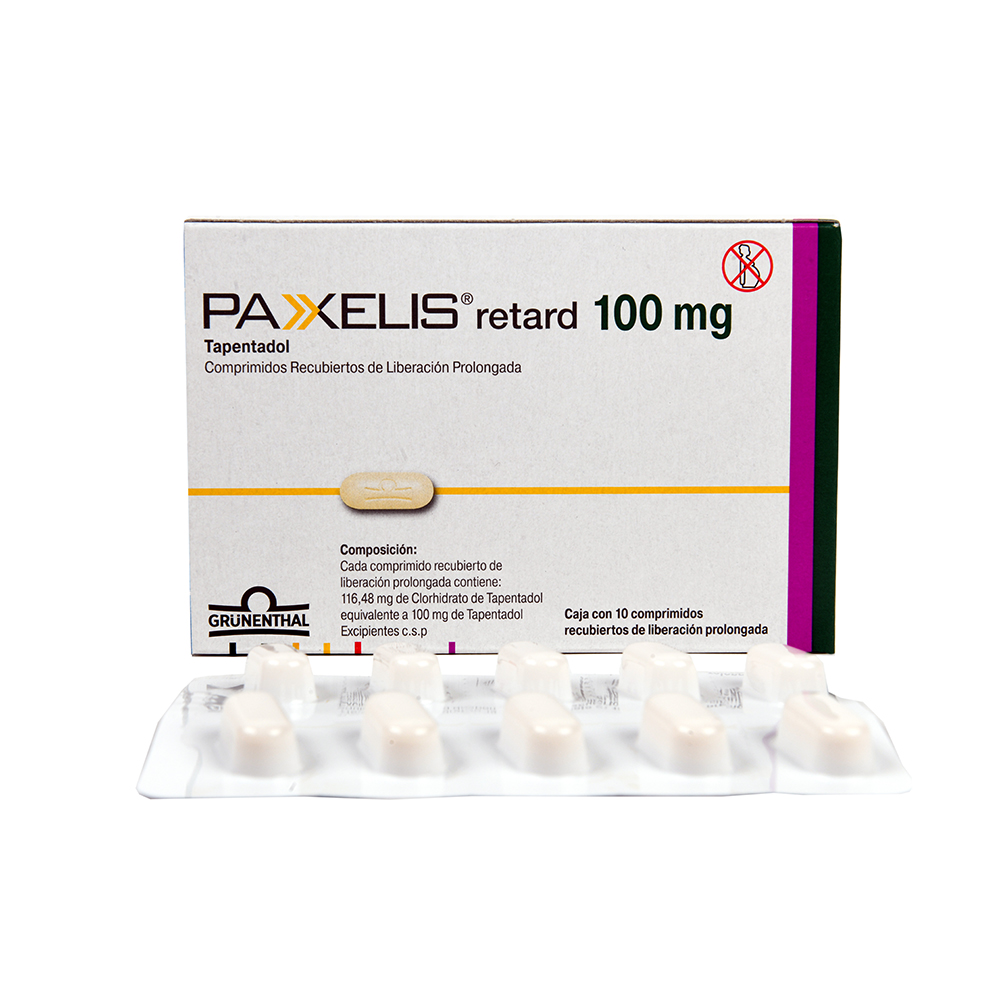 PAXXELIS® retard 100 mg
Tapentadol
Comprimidos Recubiertos de Liberación Prolongada
Composición:
Cada comprimido recubierto de
liberación prolongada contiene:
116,48 mg de Clorhidrato de Tapentadol
equivalente a 100 mg de Tapentadol
Excipientes c.s.p
GRÜNENTHAL
Caja con 10 comprimidos
recubiertos de liberación prolongada